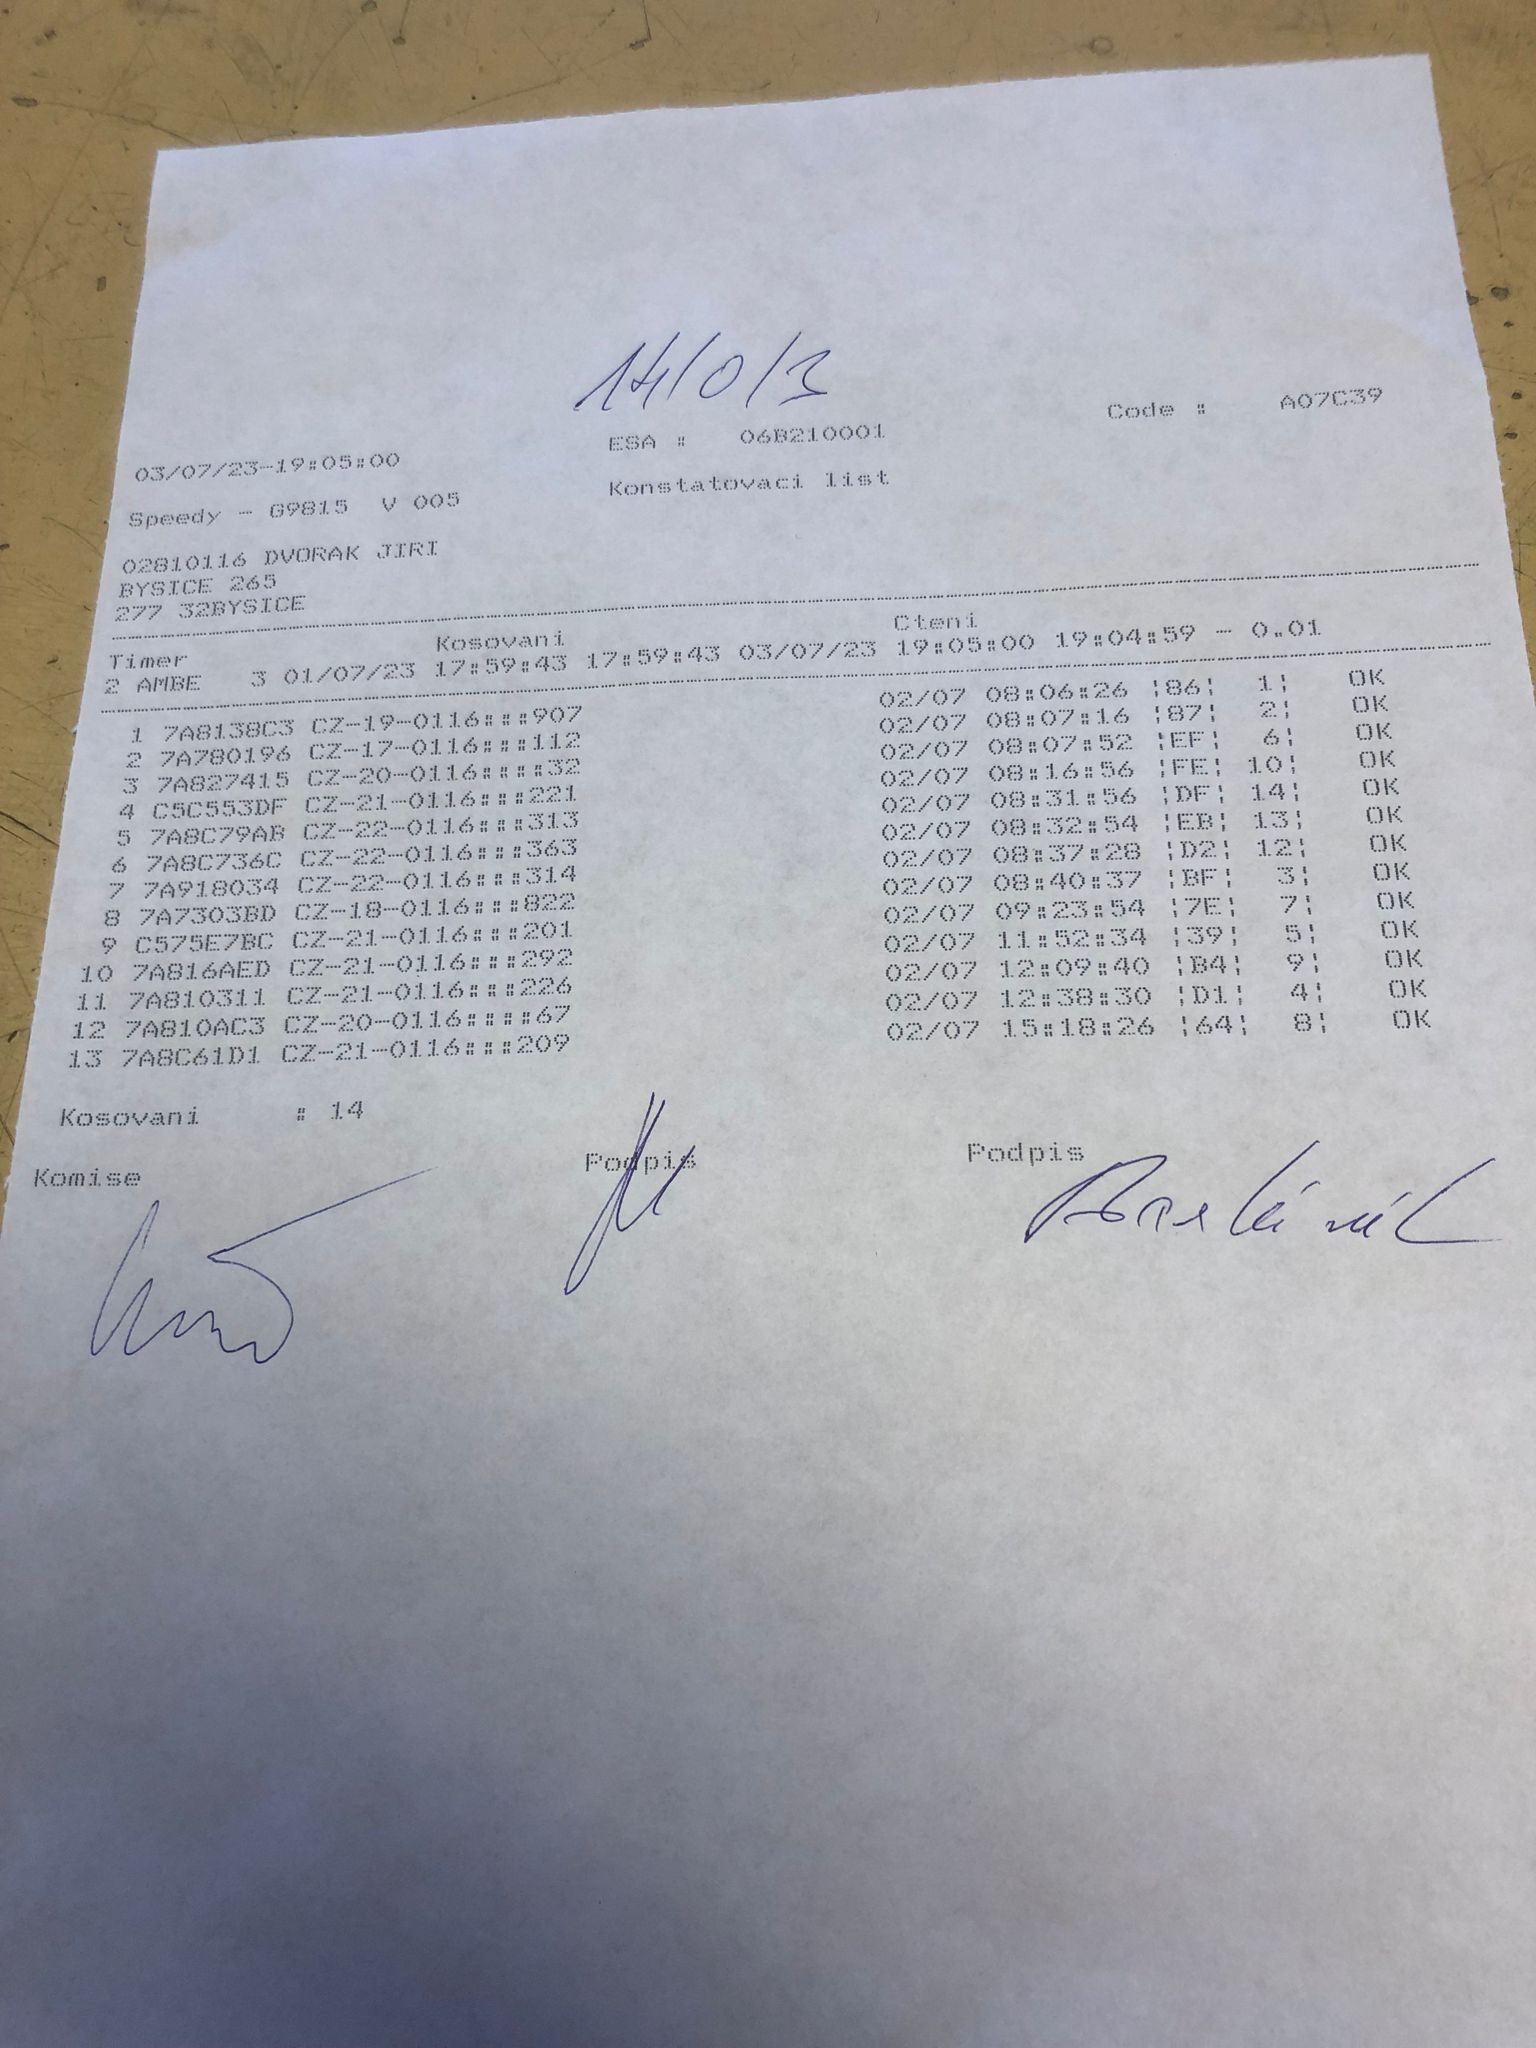 14/0/3
03/07/23-19:05:00 ESA : 06B210001 Code : A07C39
Speedy - G9815 V 005 Konstatovaci list
02810116 DVORAK JIRI
BYSICE 265
277 32BYSICE
Timer Kosovani Cteni
2 AMBE 3 01/07/23 17:59:43 17:59:43 03/07/23 19:05:00 19:04:59 - 0.01
1 7A8138C3 CZ-19-0116:::907 02/07 08:06:26 ¦86¦ 1¦ OK
2 7A780196 CZ-17-0116:::112 02/07 08:07:16 ¦87¦ 2¦ OK
3 7A827415 CZ-20-0116::::32 02/07 08:07:52 ¦EF¦ 6¦ OK
4 C5C553DF CZ-21-0116:::221 02/07 08:16:56 ¦FE¦ 10¦ OK
5 7A8C79AB CZ-22-0116:::313 02/07 08:31:56 ¦DF¦ 14¦ OK
6 7A8C736C CZ-22-0116:::363 02/07 08:32:54 ¦EB¦ 13¦ OK
7 7A918034 CZ-22-0116:::314 02/07 08:37:28 ¦D2¦ 12¦ OK
8 7A7303BD CZ-18-0116:::822 02/07 08:40:37 ¦BF¦ 3¦ OK
9 C575E7BC CZ-21-0116:::201 02/07 09:23:54 ¦7E¦ 7¦ OK
10 7A816AED CZ-21-0116:::292 02/07 11:52:34 ¦39¦ 5¦ OK
11 7A810311 CZ-21-0116:::226 02/07 12:09:40 ¦B4¦ 9¦ OK
12 7A810AC3 CZ-20-0116::::67 02/07 12:38:30 ¦D1¦ 4¦ OK
13 7A8C61D1 CZ-21-0116:::209 02/07 15:18:26 ¦64¦ 8¦ OK
Kosovani : 14
Komise Podpis Podpis